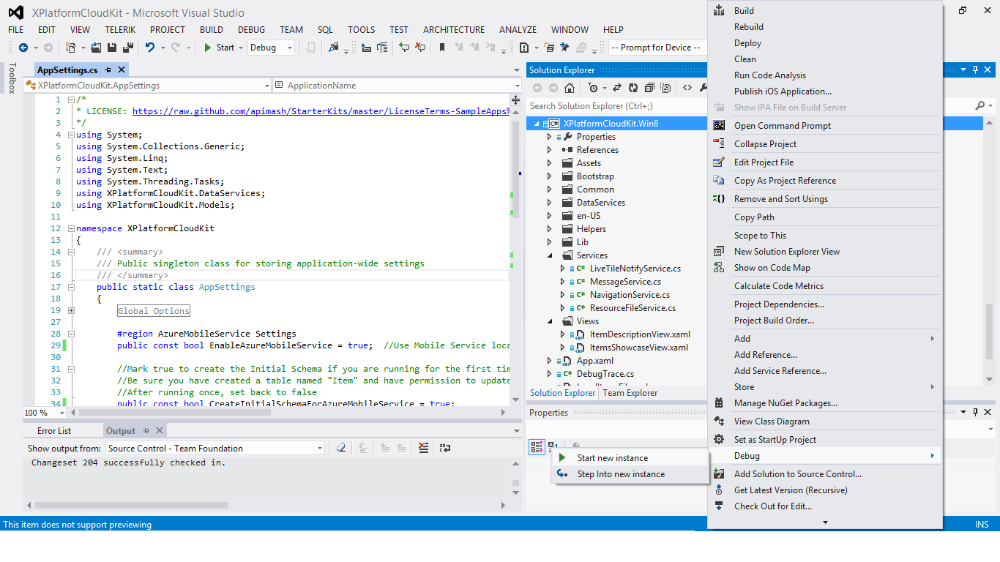 XPlatformCloudKit - Microsoft Visual Studio
FILE EDIT VIEW TELERIK PROJECT BUILD DEBUG TEAM SQL TOOLS TEST ARCHITECTURE ANALYZE WINDOW HELP
Start Debug -- Prompt for Device --
Toolbox
AppSettings.cs
XPlatformCloudKit.AppSettings ApplicationName
1 /*
2 * LICENSE: https://raw.github.com/apimash/StarterKits/master/LicenseTerms-SampleApps%
3 */
4 using System;
5 using System.Collections.Generic;
6 using System.Linq;
7 using System.Text;
8 using System.Threading.Tasks;
9 using XPlatformCloudKit.DataServices;
10 using XPlatformCloudKit.Models;
11
12 namespace XPlatformCloudKit
13 {
14 /// <summary>
15 /// Public singleton class for storing application-wide settings
16 /// </summary>
17 public static class AppSettings
18 {
19 Global Options
27
28 #region AzureMobileService Settings
29 public const bool EnableAzureMobileService = true; //Use Mobile Service loca
30
31 //Mark true to create the Initial Schema if you are running for the first tim
32 //Be sure you have created a table named "Item" and have permission to update
33 //After running once, set back to false
34 public const bool CreateInitialSchemaForAzureMobileService = true;
100 %
Error List Output
Show output from: Source Control - Team Foundation
Changeset 204 successfully checked in.
This item does not support previewing
INS
Solution Explorer
Search Solution Explorer (Ctrl+;)
C# XPlatformCloudKit.Win8
Properties
References
Assets
Bootstrap
Common
DataServices
en-US
Helpers
Lib
Services
C# LiveTileNotifyService.cs
C# MessageService.cs
C# NavigationService.cs
C# ResourceFileService.cs
Views
ItemDescriptionView.xaml
ItemsShowcaseView.xaml
App.xaml
C# DebugTrace.cs
Solution Explorer Team Explorer
Properties
Start new instance
Step Into new instance
Build
Rebuild
Deploy
Clean
Run Code Analysis
Publish iOS Application...
Show IPA File on Build Server
Open Command Prompt
Collapse Project
Edit Project File
Copy As Project Reference
Remove and Sort Usings
Copy Path
Scope to This
New Solution Explorer View
Show on Code Map
Calculate Code Metrics
Project Dependencies...
Project Build Order...
Add
Add Reference...
Add Service Reference...
Store
Manage NuGet Packages...
View Class Diagram
Set as StartUp Project
Debug
Add Solution to Source Control...
Get Latest Version (Recursive)
Check Out for Edit...